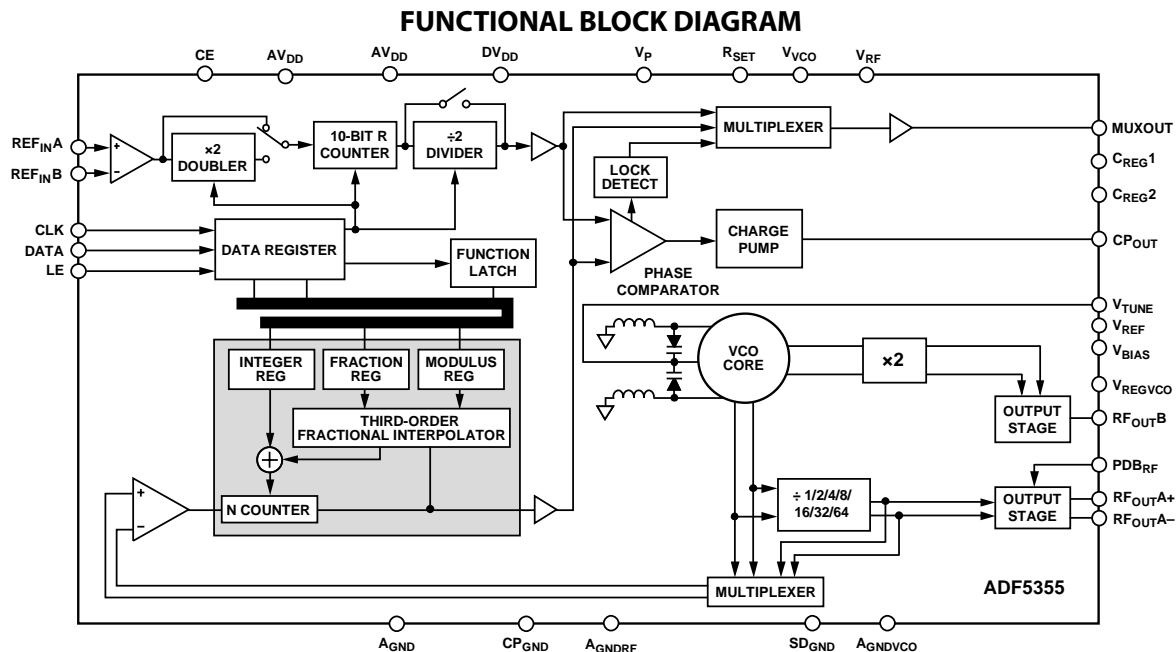 FUNCTIONAL BLOCK DIAGRAM
CE
AVDD
AVDD
DVDD
VP
RSET
VVCO
VRF
REFINA
REFINB
CLK
DATA
LE
+
−
×2
DOUBLER
10-BIT R
COUNTER
÷2
DIVIDER
MULTIPLEXER
MUXOUT
CREG1
CREG2
LOCK
DETECT
DATA REGISTER
FUNCTION
LATCH
CHARGE
PUMP
CPOUT
PHASE
COMPARATOR
VTUNE
VREF
VBIAS
VREGVCO
INTEGER
REG
FRACTION
REG
MODULUS
REG
VCO
CORE
×2
OUTPUT
STAGE
RFOUTB
THIRD-ORDER
FRACTIONAL INTERPOLATOR
+
PDBRF
+
−
N COUNTER
÷ 1/2/4/8/
16/32/64
OUTPUT
STAGE
RFOUTA+
RFOUTA−
MULTIPLEXER
ADF5355
AGND
CPGND
AGNDRF
SDGND
AGNDVCO